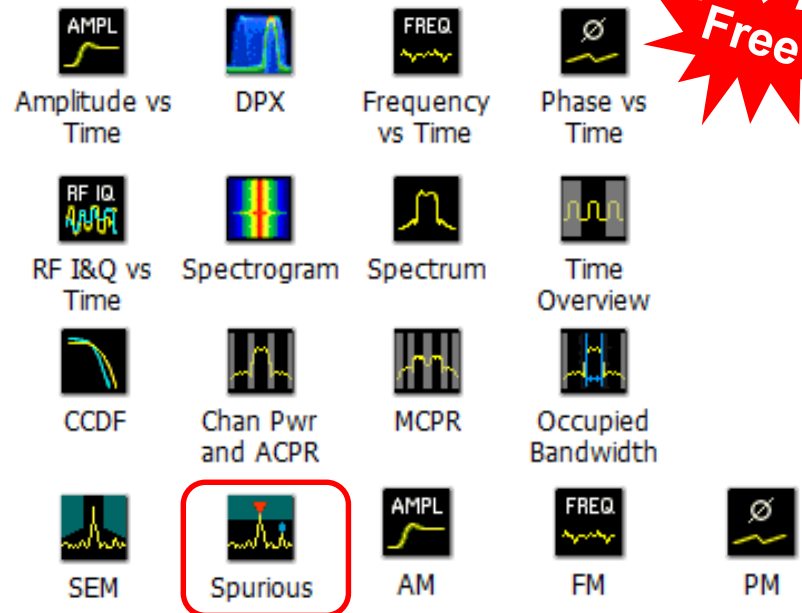 AMPL
FREQ
Ø
Free
Amplitude vs
Time
DPX
Frequency
vs Time
Phase vs
Time
RF IQ
RF I&Q vs
Time
Spectrogram
Spectrum
Time
Overview
CCDF
Chan Pwr
and ACPR
MCPR
Occupied
Bandwidth
AMPL
FREQ
Ø
SEM
Spurious
AM
FM
PM